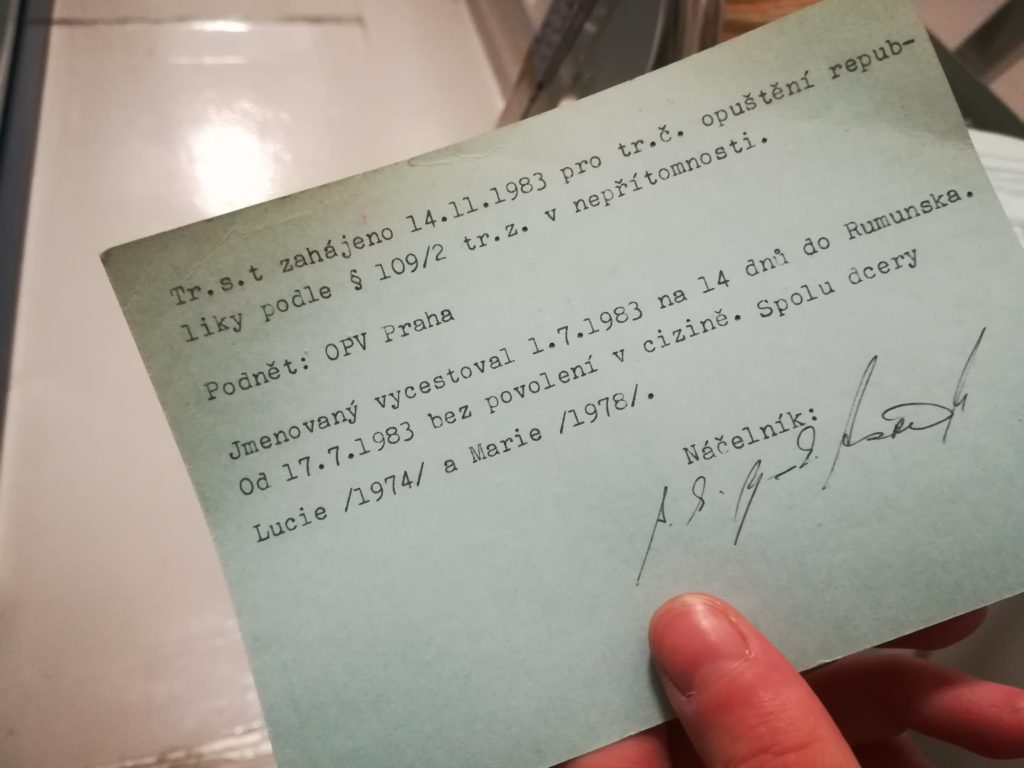 Tr.s.t zahájeno 14.11.1983 pro tr.č. opuštění repub-
liky podle § 109/2 tr.z. v nepřítomnosti.
Podnět: OPV Praha
Jmenovaný vycestoval 1.7.1983 na 14 dnů do Rumunska.
Od 17.7.1983 bez povolení v cizině. Spolu dcery
Lucie /1974/ a Marie /1978/.
Náčelník: